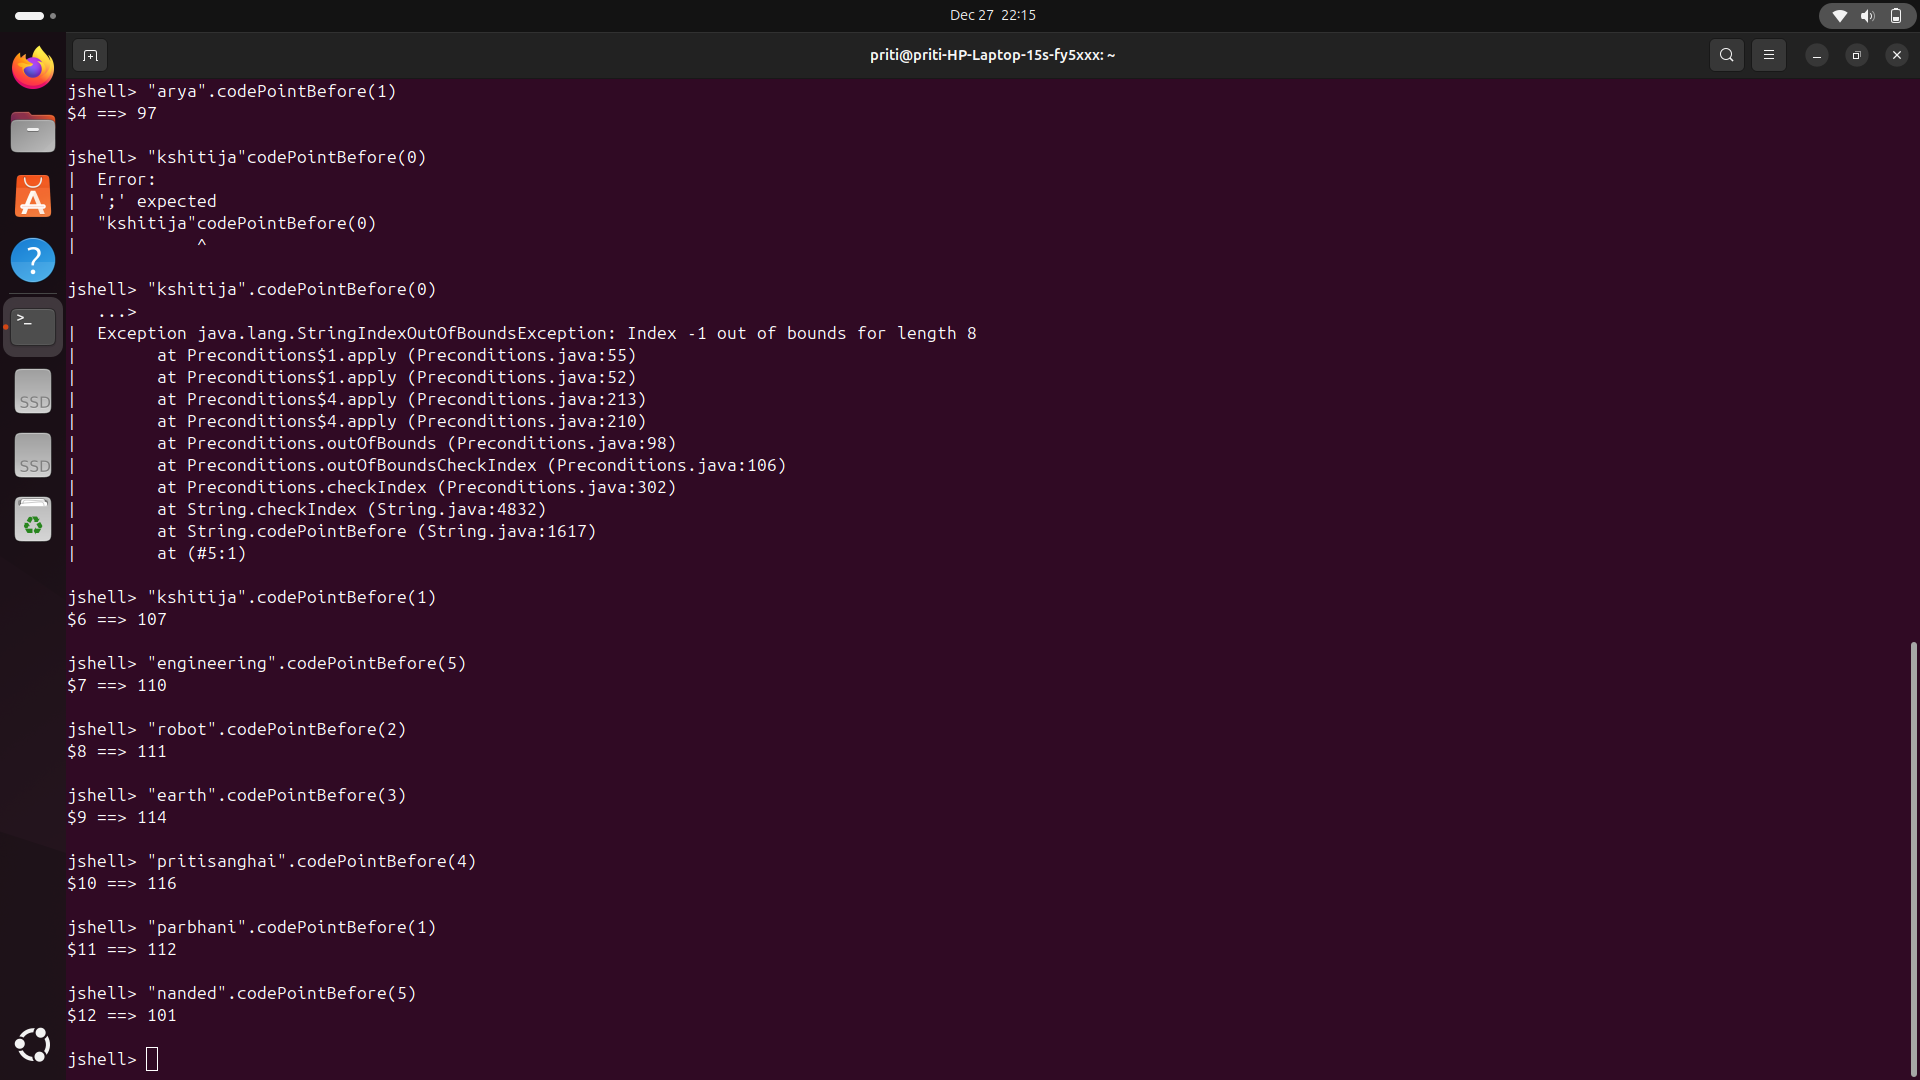 Dec 27 22:15
priti@priti-HP-Laptop-15s-fy5xxx: ~
jshell> "arya".codePointBefore(1)
$4 ==> 97
jshell> "kshitija"codePointBefore(0)
|  Error:
|  ';' expected
|  "kshitija"codePointBefore(0)
|            ^
jshell> "kshitija".codePointBefore(0)
   ...>
|  Exception java.lang.StringIndexOutOfBoundsException: Index -1 out of bounds for length 8
|        at Preconditions$1.apply (Preconditions.java:55)
|        at Preconditions$1.apply (Preconditions.java:52)
|        at Preconditions$4.apply (Preconditions.java:213)
|        at Preconditions$4.apply (Preconditions.java:210)
|        at Preconditions.outOfBounds (Preconditions.java:98)
|        at Preconditions.outOfBoundsCheckIndex (Preconditions.java:106)
|        at Preconditions.checkIndex (Preconditions.java:302)
|        at String.checkIndex (String.java:4832)
|        at String.codePointBefore (String.java:1617)
|        at (#5:1)
jshell> "kshitija".codePointBefore(1)
$6 ==> 107
jshell> "engineering".codePointBefore(5)
$7 ==> 110
jshell> "robot".codePointBefore(2)
$8 ==> 111
jshell> "earth".codePointBefore(3)
$9 ==> 114
jshell> "pritisanghai".codePointBefore(4)
$10 ==> 116
jshell> "parbhani".codePointBefore(1)
$11 ==> 112
jshell> "nanded".codePointBefore(5)
$12 ==> 101
jshell>
SSD
SSD